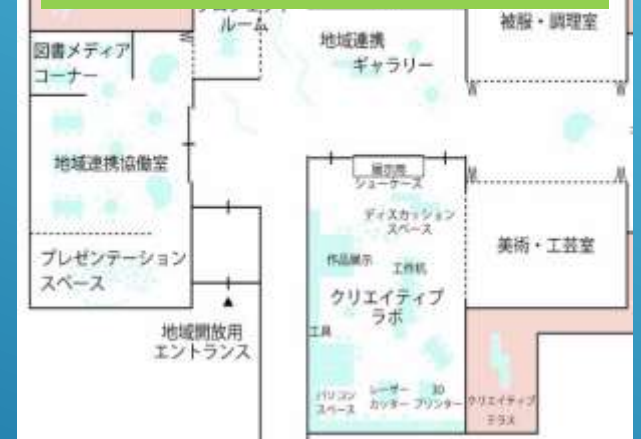 ルーム
図書メディア
コーナー
地域連携
ギャラリー
被服・調理室
地域連携協働室
展示用
ショーケース
ディスカッション
スペース
プレゼンテーション
スペース
作品展示
工作机
美術・工芸室
クリエイティブ
ラボ
地域開放用
エントランス
工具
パソコン
スペース
レーザー
カッター
3D
プリンター
クリエイティブ
テラス